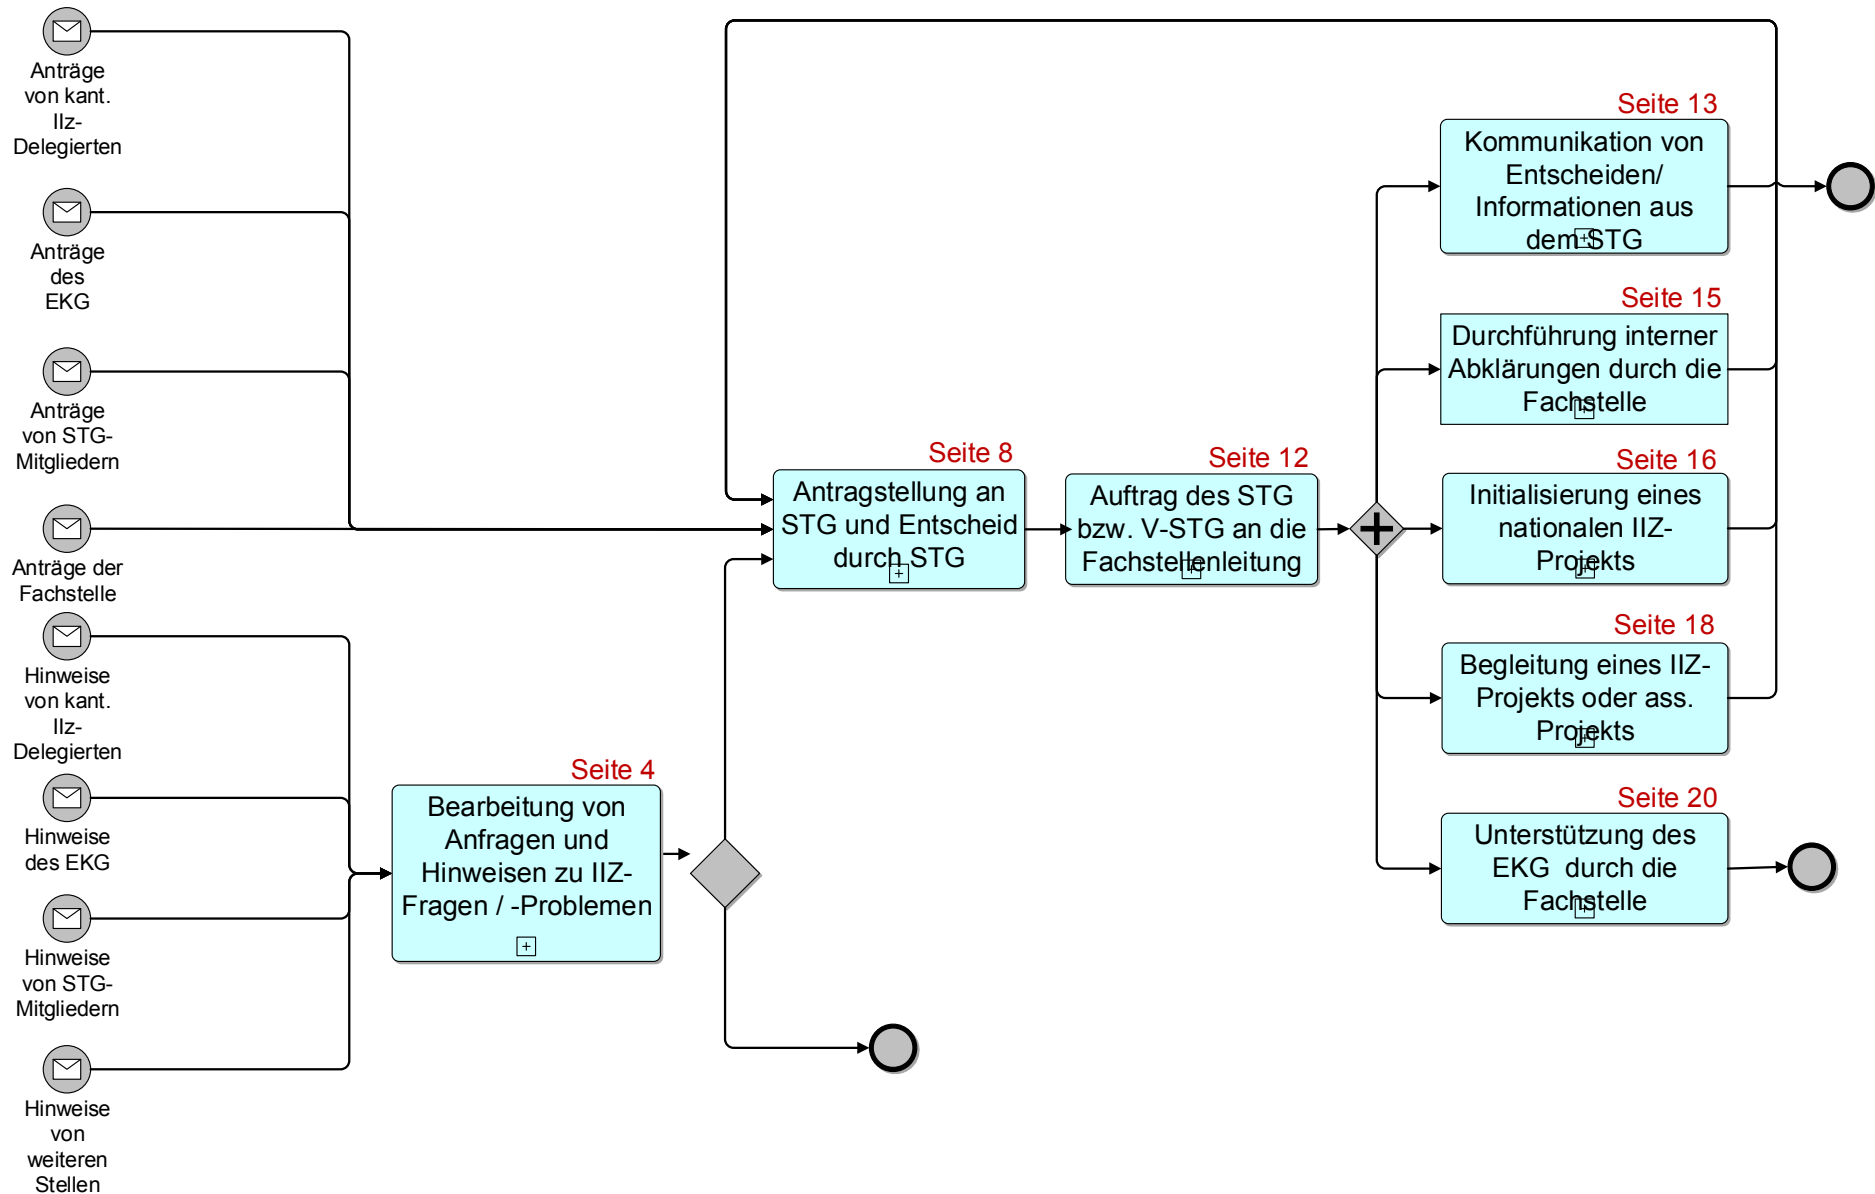 Anträge
von kant.
IIz-
Delegierten
Anträge
des
EKG
Anträge
von STG-
Mitgliedern
Anträge der
Fachstelle
Hinweise
von kant.
IIz-
Delegierten
Hinweise
des EKG
Hinweise
von STG-
Mitgliedern
Hinweise
von
weiteren
Stellen
Seite 4
Bearbeitung von
Anfragen und
Hinweisen zu IIZ-
Fragen / -Problemen
Seite 8
Antragstellung an
STG und Entscheid
durch STG
Seite 12
Auftrag des STG
bzw. V-STG an die
Fachstellenleitung
Seite 13
Kommunikation von
Entscheiden/
Informationen aus
dem STG
Seite 15
Durchführung interner
Abklärungen durch die
Fachstelle
Seite 16
Initialisierung eines
nationalen IIZ-
Projekts
Seite 18
Begleitung eines IIZ-
Projekts oder ass.
Projekts
Seite 20
Unterstützung des
EKG  durch die
Fachstelle